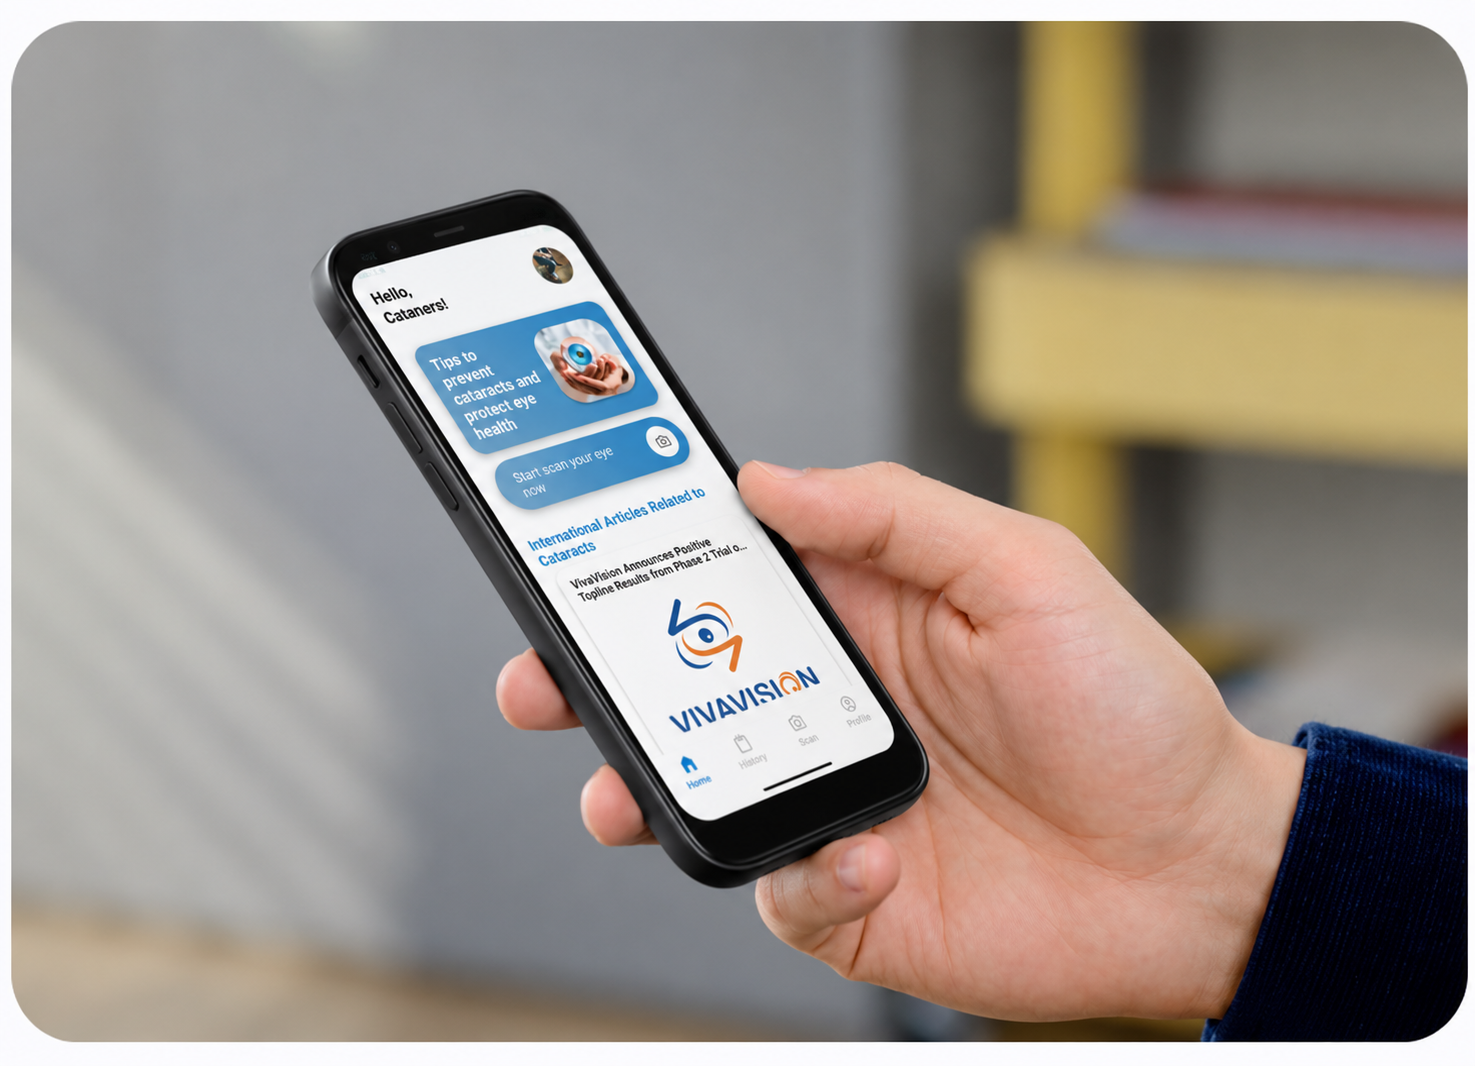 Hello,
Cataners!
Tips to
prevent
cataracts and
protect eye
health
Start scan your eye
now
International Articles Related to
Cataracts
VivaVision Announces Positive
Topline Results from Phase 2 Trial o...
VIVAVISION
Home
History
Scan
Profile